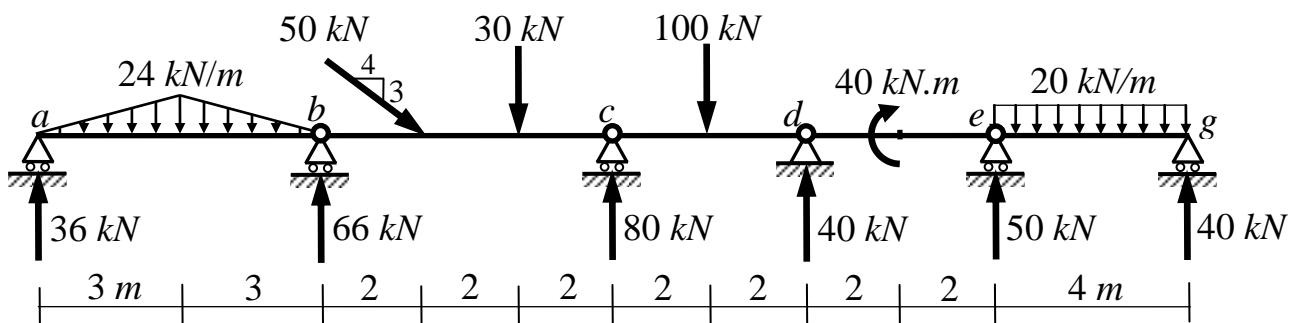 50 kN 30 kN 100 kN
4
3
24 kN/m 40 kN.m 20 kN/m
a b c d e g
36 kN 66 kN 80 kN 40 kN 50 kN 40 kN
3 m 3 2 2 2 2 2 2 2 4 m